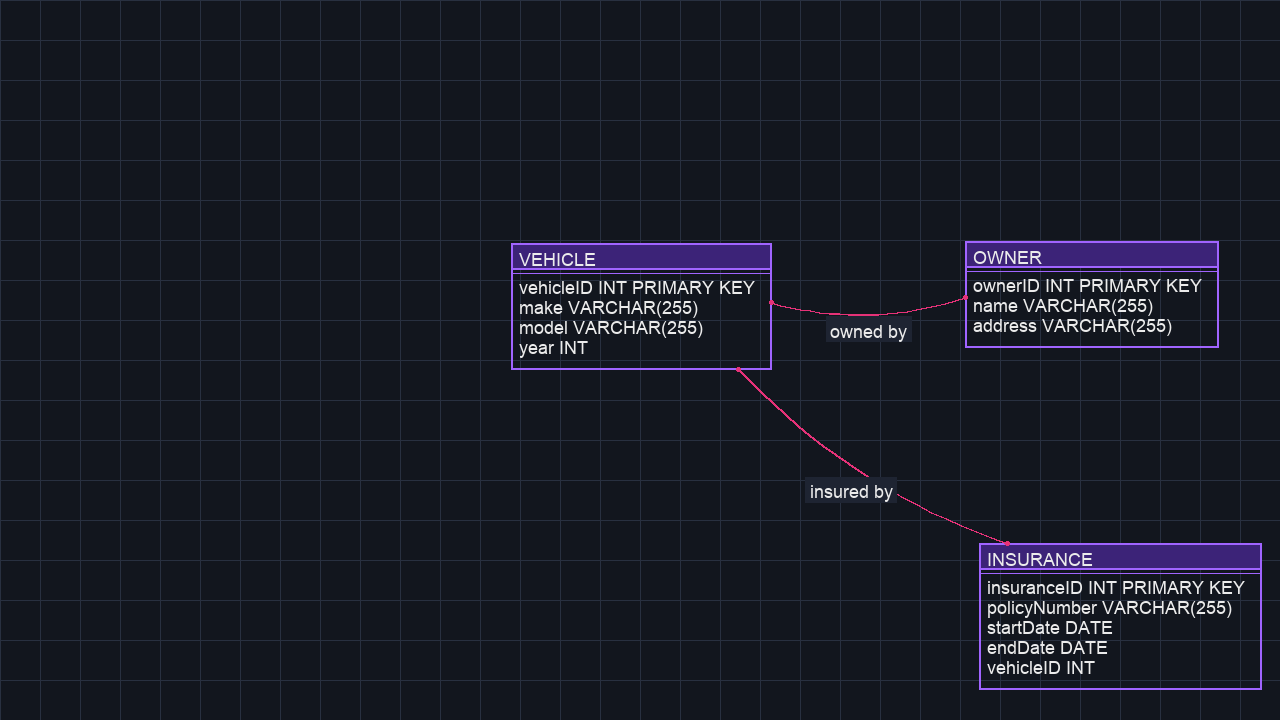 VEHICLE
vehicleID INT PRIMARY KEY
make VARCHAR(255)
model VARCHAR(255)
year INT
owned by
OWNER
ownerID INT PRIMARY KEY
name VARCHAR(255)
address VARCHAR(255)
insured by
INSURANCE
insuranceID INT PRIMARY KEY
policyNumber VARCHAR(255)
startDate DATE
endDate DATE
vehicleID INT